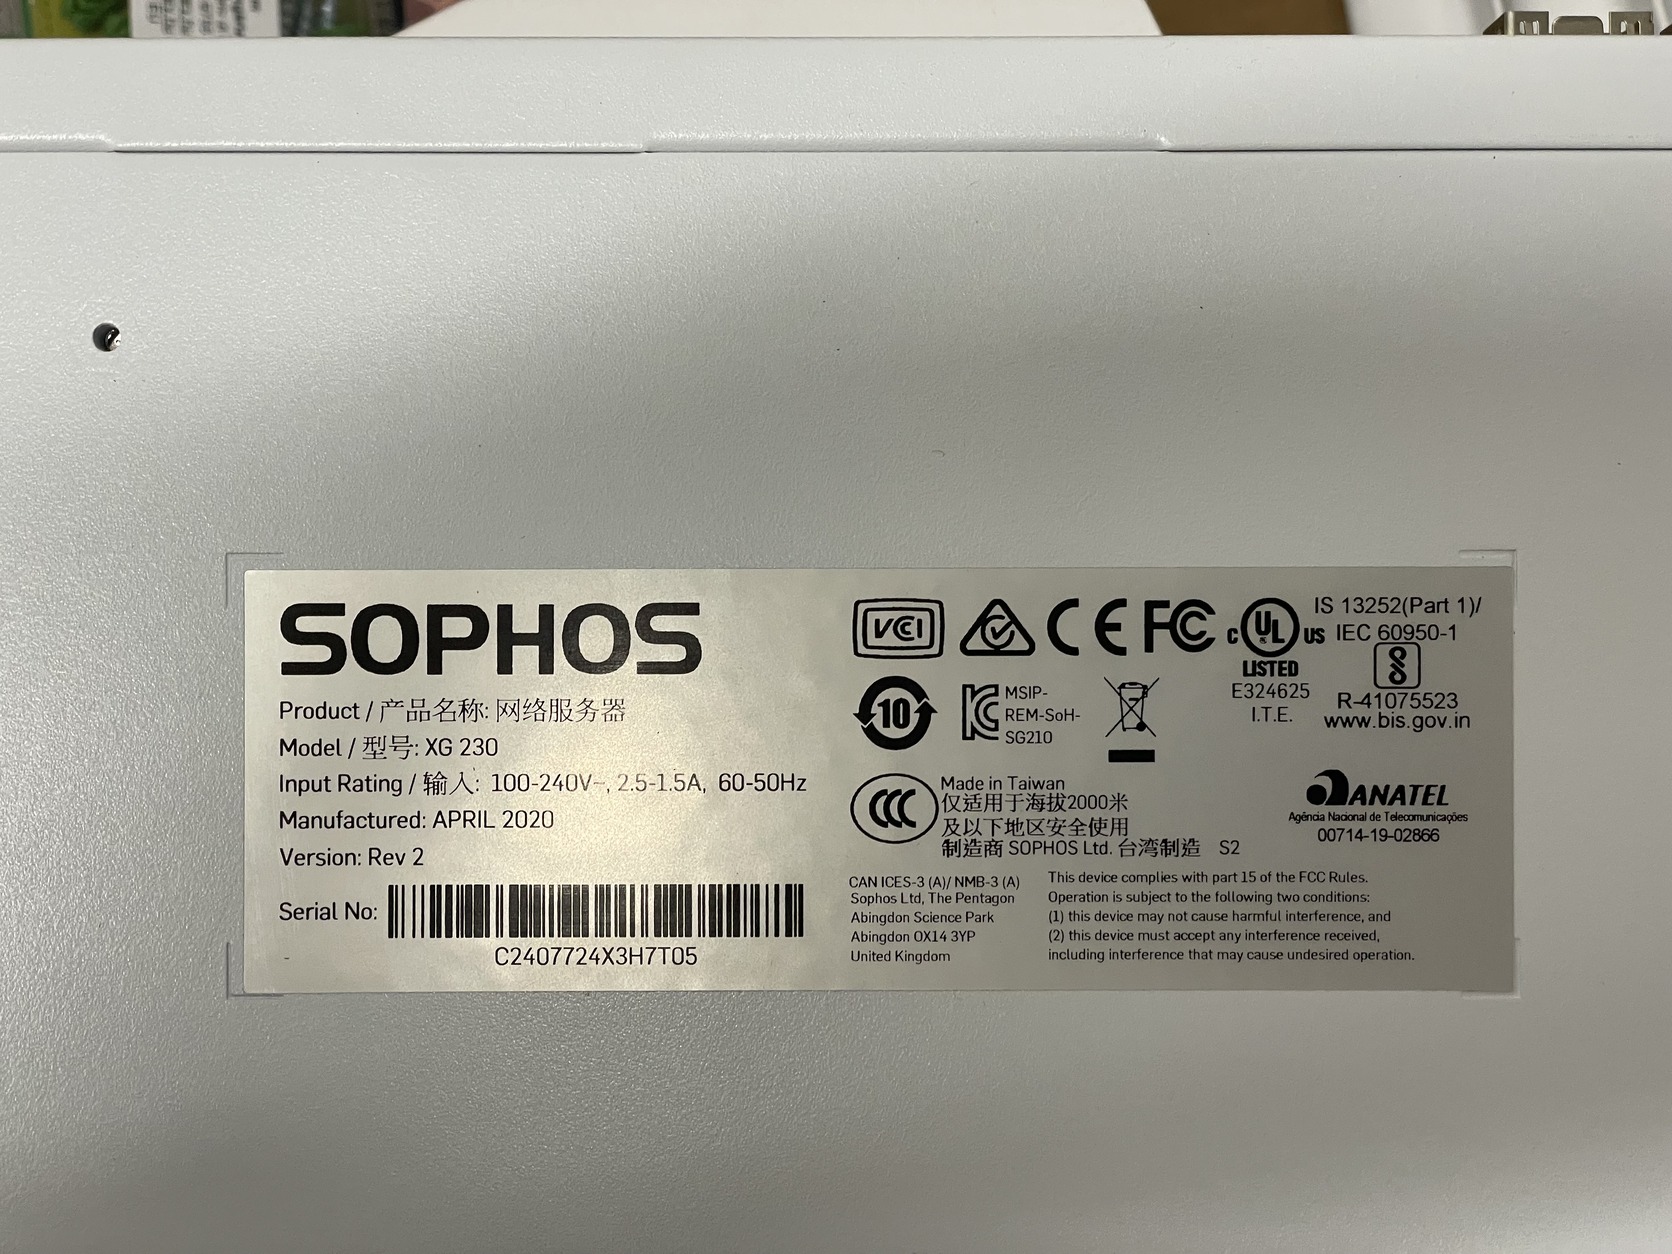 SOPHOS
Product / 产品名称: 网络服务器
Model / 型号: XG 230
Input Rating / 输入: 100-240V~, 2.5-1.5A, 60-50Hz
Manufactured: APRIL 2020
Version: Rev 2
Serial No:
C2407724X3H7T05
VCI
CE FC
C UL US
LISTED
E324625
I.T.E.
IS 13252(Part 1)/
IEC 60950-1
R-41075523
www.bis.gov.in
10
MSIP-
REM-SoH-
SG210
CCC
Made in Taiwan
仅适用于海拔2000米
及以下地区安全使用
制造商 SOPHOS Ltd. 台湾制造 S2
ANATEL
Agência Nacional de Telecomunicações
00714-19-02866
CAN ICES-3 (A)/ NMB-3 (A)
Sophos Ltd, The Pentagon
Abingdon Science Park
Abingdon OX14 3YP
United Kingdom
This device complies with part 15 of the FCC Rules.
Operation is subject to the following two conditions:
(1) this device may not cause harmful interference, and
(2) this device must accept any interference received,
including interference that may cause undesired operation.